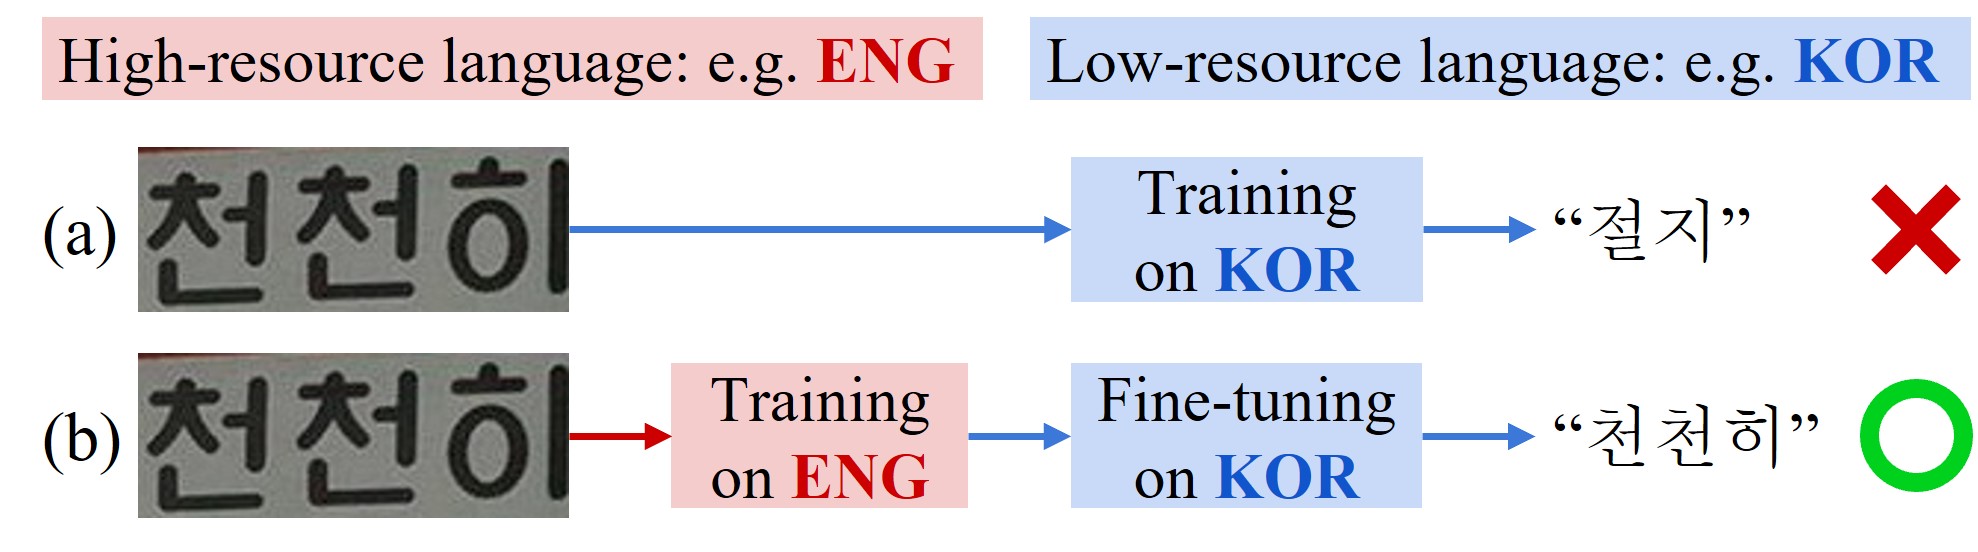 High-resource language: e.g. ENG
Low-resource language: e.g. KOR
(a)
천천히
Training
on KOR
“절지”
(b)
천천히
Training
on ENG
Fine-tuning
on KOR
“천천히”